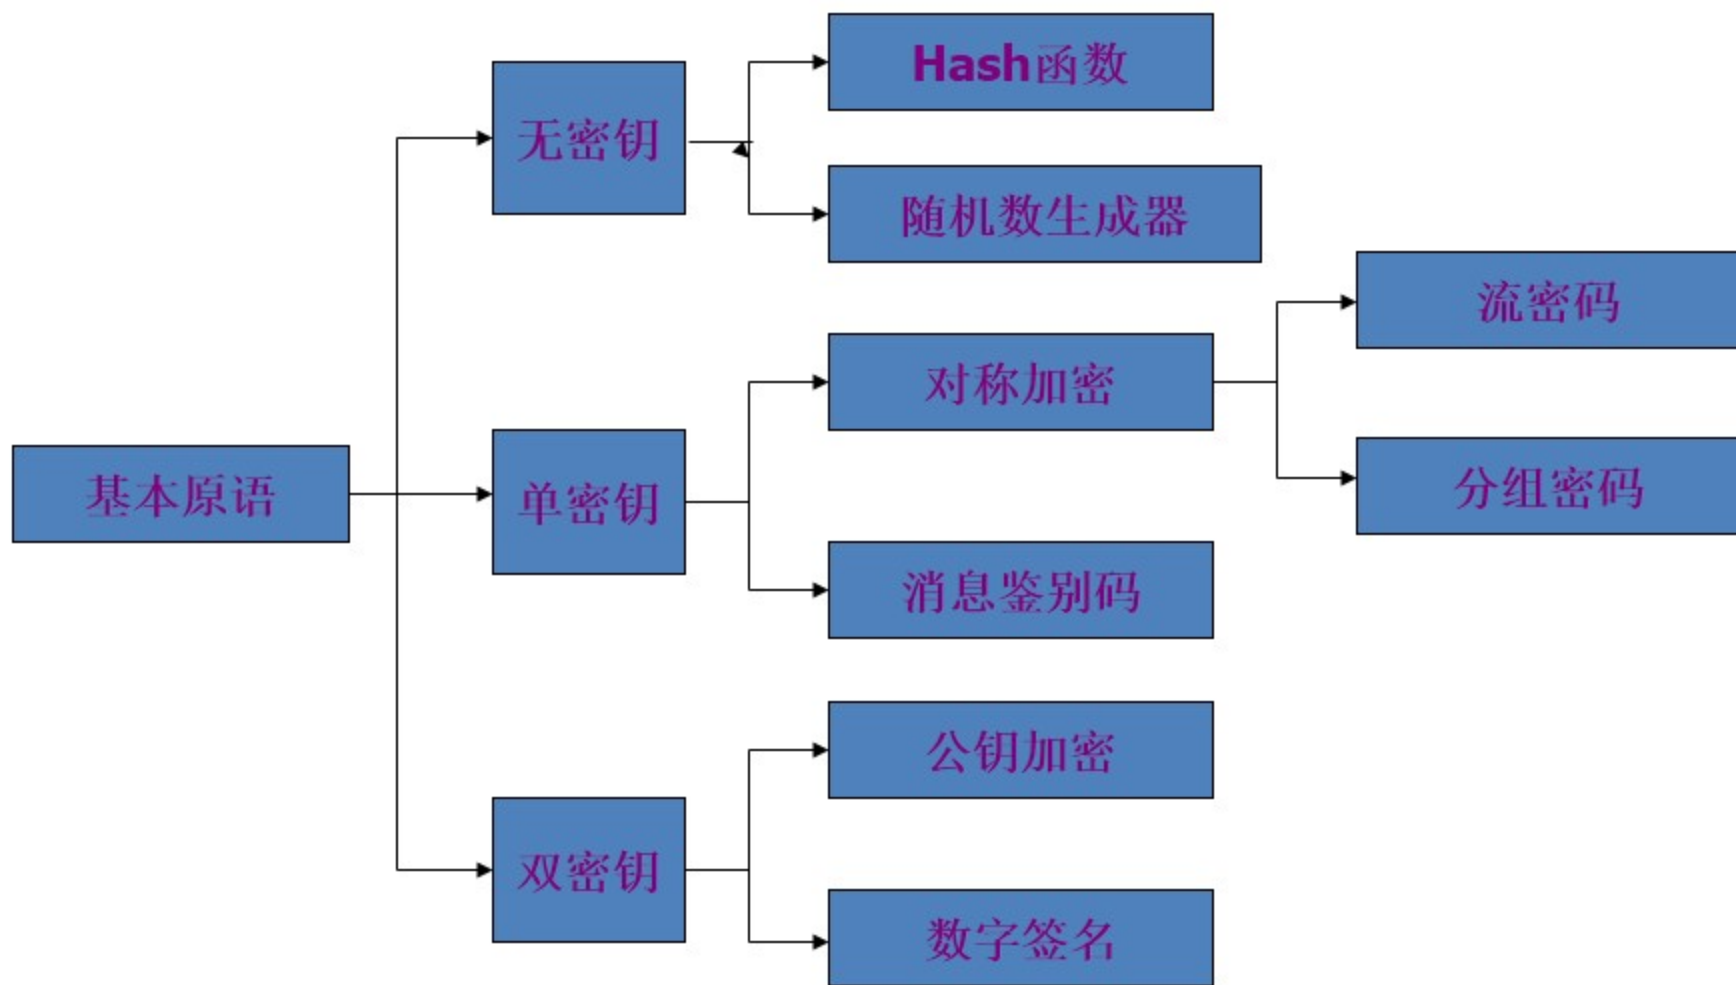 基本原语
无密钥
Hash函数
随机数生成器
单密钥
对称加密
流密码
分组密码
消息鉴别码
双密钥
公钥加密
数字签名